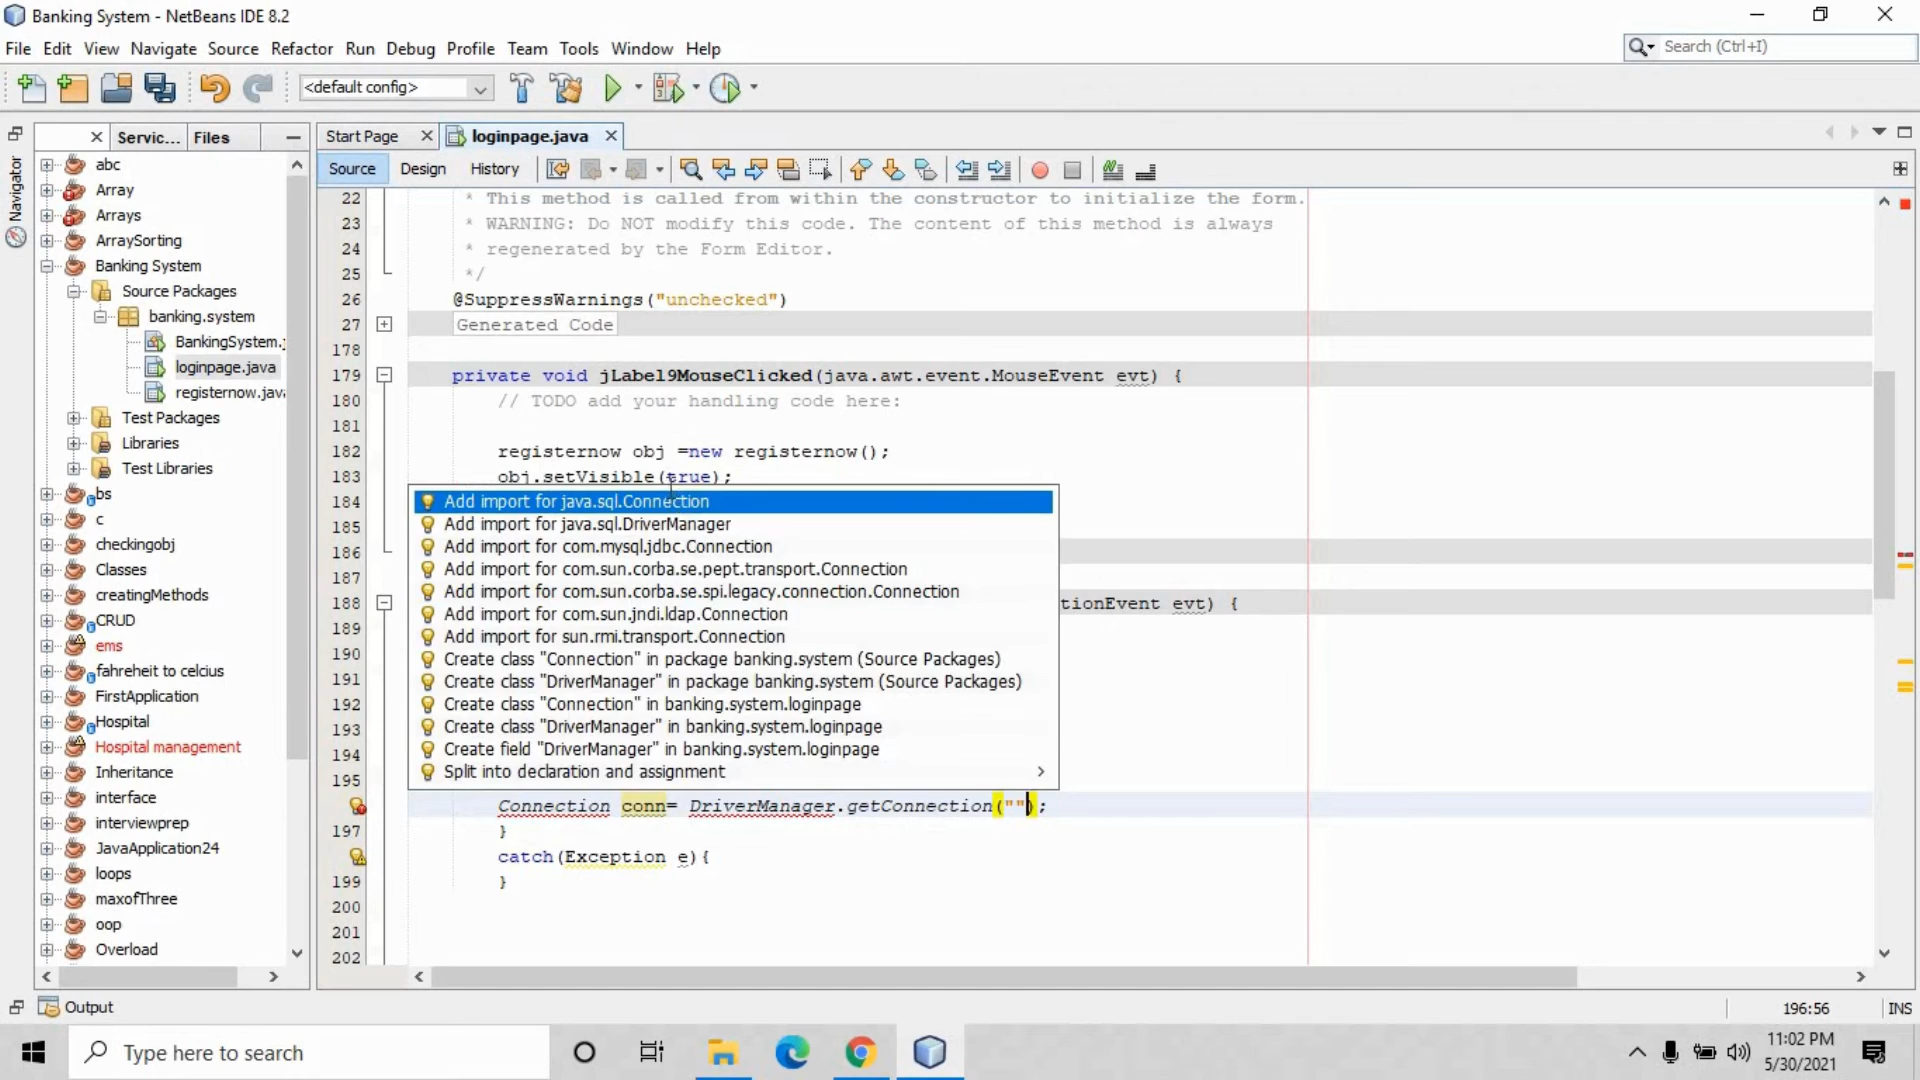 Banking System - NetBeans IDE 8.2
File Edit View Navigate Source Refactor Run Debug Profile Team Tools Window Help
Search (Ctrl+I)
<default config>
Servic... Files
Start Page loginpage.java
Navigator
Source Design History
abc
Array
Arrays
ArraySorting
Banking System
Source Packages
banking.system
BankingSystem.j
loginpage.java
registernow.java
Test Packages
Libraries
Test Libraries
bs
c
checkingobj
Classes
creatingMethods
CRUD
ems
fahreheit to celcius
FirstApplication
Hospital
Hospital management
Inheritance
interface
interviewprep
JavaApplication24
loops
maxofThree
oop
Overload
22 * This method is called from within the constructor to initialize the form.
23 * WARNING: Do NOT modify this code. The content of this method is always
24 * regenerated by the Form Editor.
25 */
26 @SuppressWarnings("unchecked")
27 Generated Code
178
179 private void jLabel9MouseClicked(java.awt.event.MouseEvent evt) {
180 // TODO add your handling code here:
181
182 registernow obj =new registernow();
183 obj.setVisible(true);
184
185
186
187
188 tionEvent evt) {
189
190
191
192
193
194
195
Add import for java.sql.Connection
Add import for java.sql.DriverManager
Add import for com.mysql.jdbc.Connection
Add import for com.sun.corba.se.pept.transport.Connection
Add import for com.sun.corba.se.spi.legacy.connection.Connection
Add import for com.sun.jndi.ldap.Connection
Add import for sun.rmi.transport.Connection
Create class "Connection" in package banking.system (Source Packages)
Create class "DriverManager" in package banking.system (Source Packages)
Create class "Connection" in banking.system.loginpage
Create class "DriverManager" in banking.system.loginpage
Create field "DriverManager" in banking.system.loginpage
Split into declaration and assignment
Connection conn= DriverManager.getConnection("");
197 }
catch(Exception e){
199 }
200
201
202
Output
196:56 INS
Type here to search
11:02 PM
5/30/2021